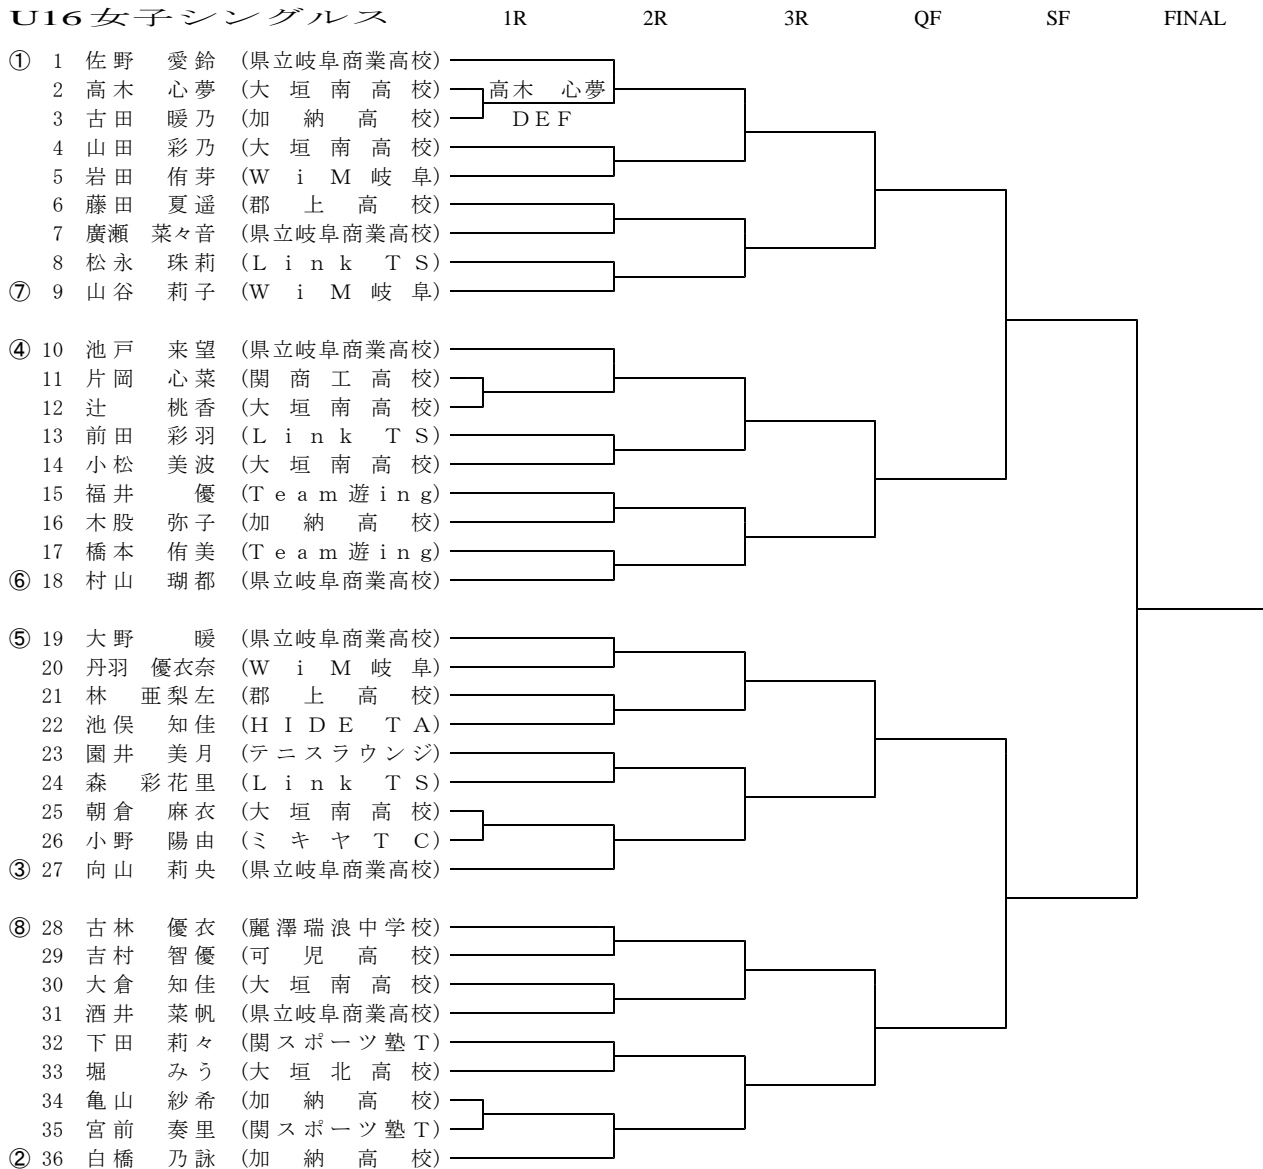 U16女子シングルス 1R 2R 3R QF SF FINAL
① 1 佐野 愛鈴 (県立岐阜商業高校)
2 高木 心夢 (大垣南高校) 高木 心夢
3 古田 暖乃 (加納高校) DEF
4 山田 彩乃 (大垣南高校)
5 岩田 侑芽 (WiM岐阜)
6 藤田 夏遥 (郡上高校)
7 廣瀬 菜々音 (県立岐阜商業高校)
8 松永 珠莉 (Link TS)
⑦ 9 山谷 莉子 (WiM岐阜)
④ 10 池戸 来望 (県立岐阜商業高校)
11 片岡 心菜 (関商工高校)
12 辻 桃香 (大垣南高校)
13 前田 彩羽 (Link TS)
14 小松 美波 (大垣南高校)
15 福井 優 (Team遊ing)
16 木股 弥子 (加納高校)
17 橋本 侑美 (Team遊ing)
⑥ 18 村山 瑚都 (県立岐阜商業高校)
⑤ 19 大野 暖 (県立岐阜商業高校)
20 丹羽 優衣奈 (WiM岐阜)
21 林 亜梨左 (郡上高校)
22 池俣 知佳 (HIDE TA)
23 園井 美月 (テニスラウンジ)
24 森 彩花里 (Link TS)
25 朝倉 麻衣 (大垣南高校)
26 小野 陽由 (ミキヤTC)
③ 27 向山 莉央 (県立岐阜商業高校)
⑧ 28 古林 優衣 (麗澤瑞浪中学校)
29 吉村 智優 (可児高校)
30 大倉 知佳 (大垣南高校)
31 酒井 菜帆 (県立岐阜商業高校)
32 下田 莉々 (関スポーツ塾T)
33 堀 みう (大垣北高校)
34 亀山 紗希 (加納高校)
35 宮前 奏里 (関スポーツ塾T)
② 36 白橋 乃詠 (加納高校)